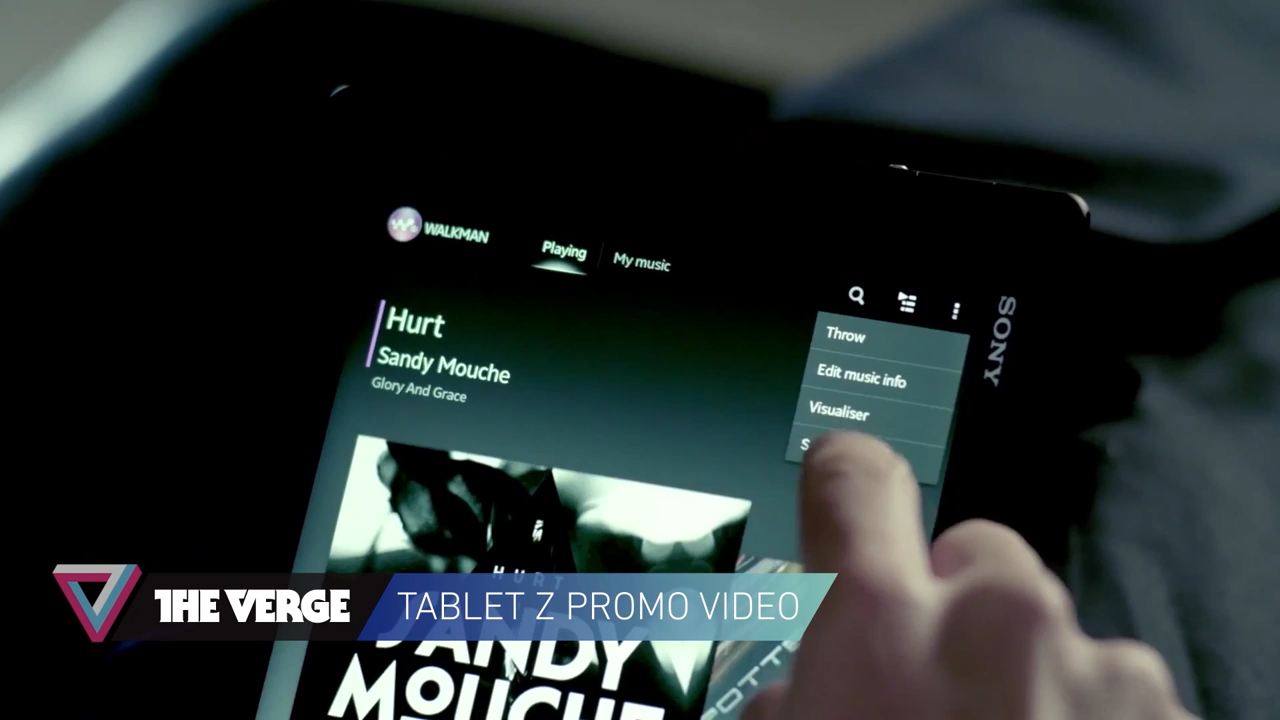 WALKMAN
Playing
My music
Hurt
Sandy Mouche
Glory And Grace
Throw
Edit music info
Visualiser
SONY
HURT
THE VERGE
TABLET Z PROMO VIDEO
SANDY
MOUCHE